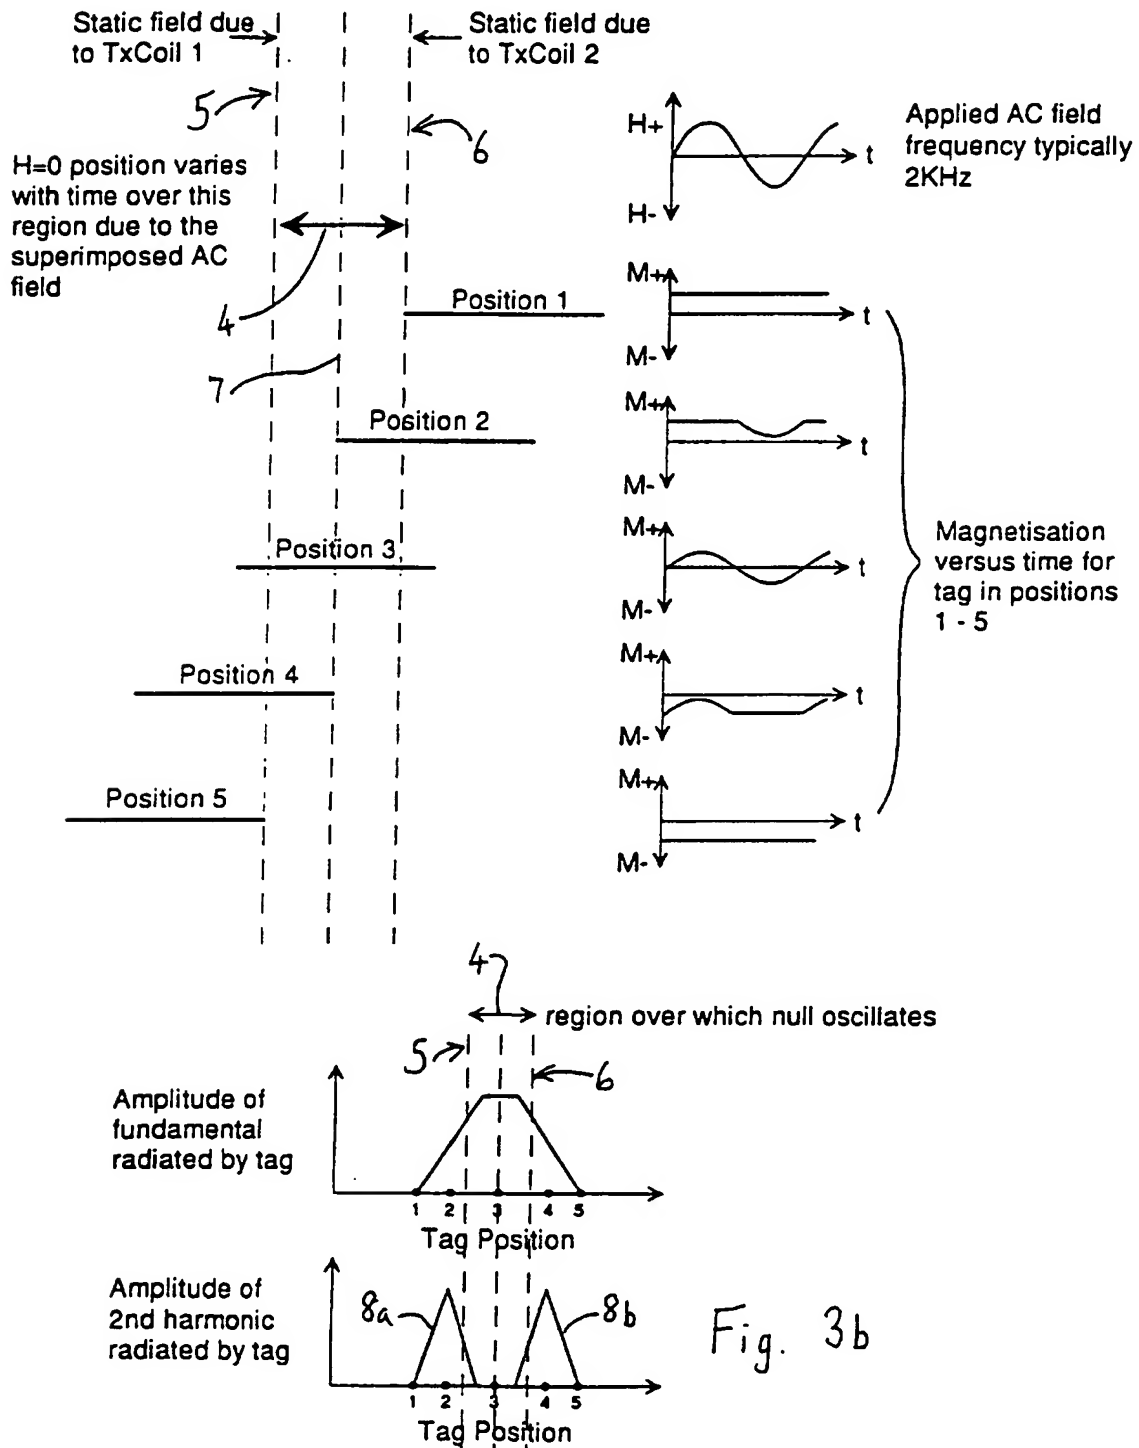 Static field due
to TxCoil 1
Static field due
to TxCoil 2
5
6
H=0 position varies
with time over this
region due to the
superimposed AC
field
4
7
H+
H-
t
Applied AC field
frequency typically
2KHz
Position 1
M+
M-
t
Position 2
M+
M-
t
Position 3
M+
M-
t
Position 4
M+
M-
t
Position 5
M+
M-
t
Magnetisation
versus time for
tag in positions
1 - 5
4
region over which null oscillates
5
6
Amplitude of
fundamental
radiated by tag
1 2 3 4 5
Tag Position
Amplitude of
2nd harmonic
radiated by tag
8a
8b
1 2 3 4 5
Tag Position
Fig. 3b